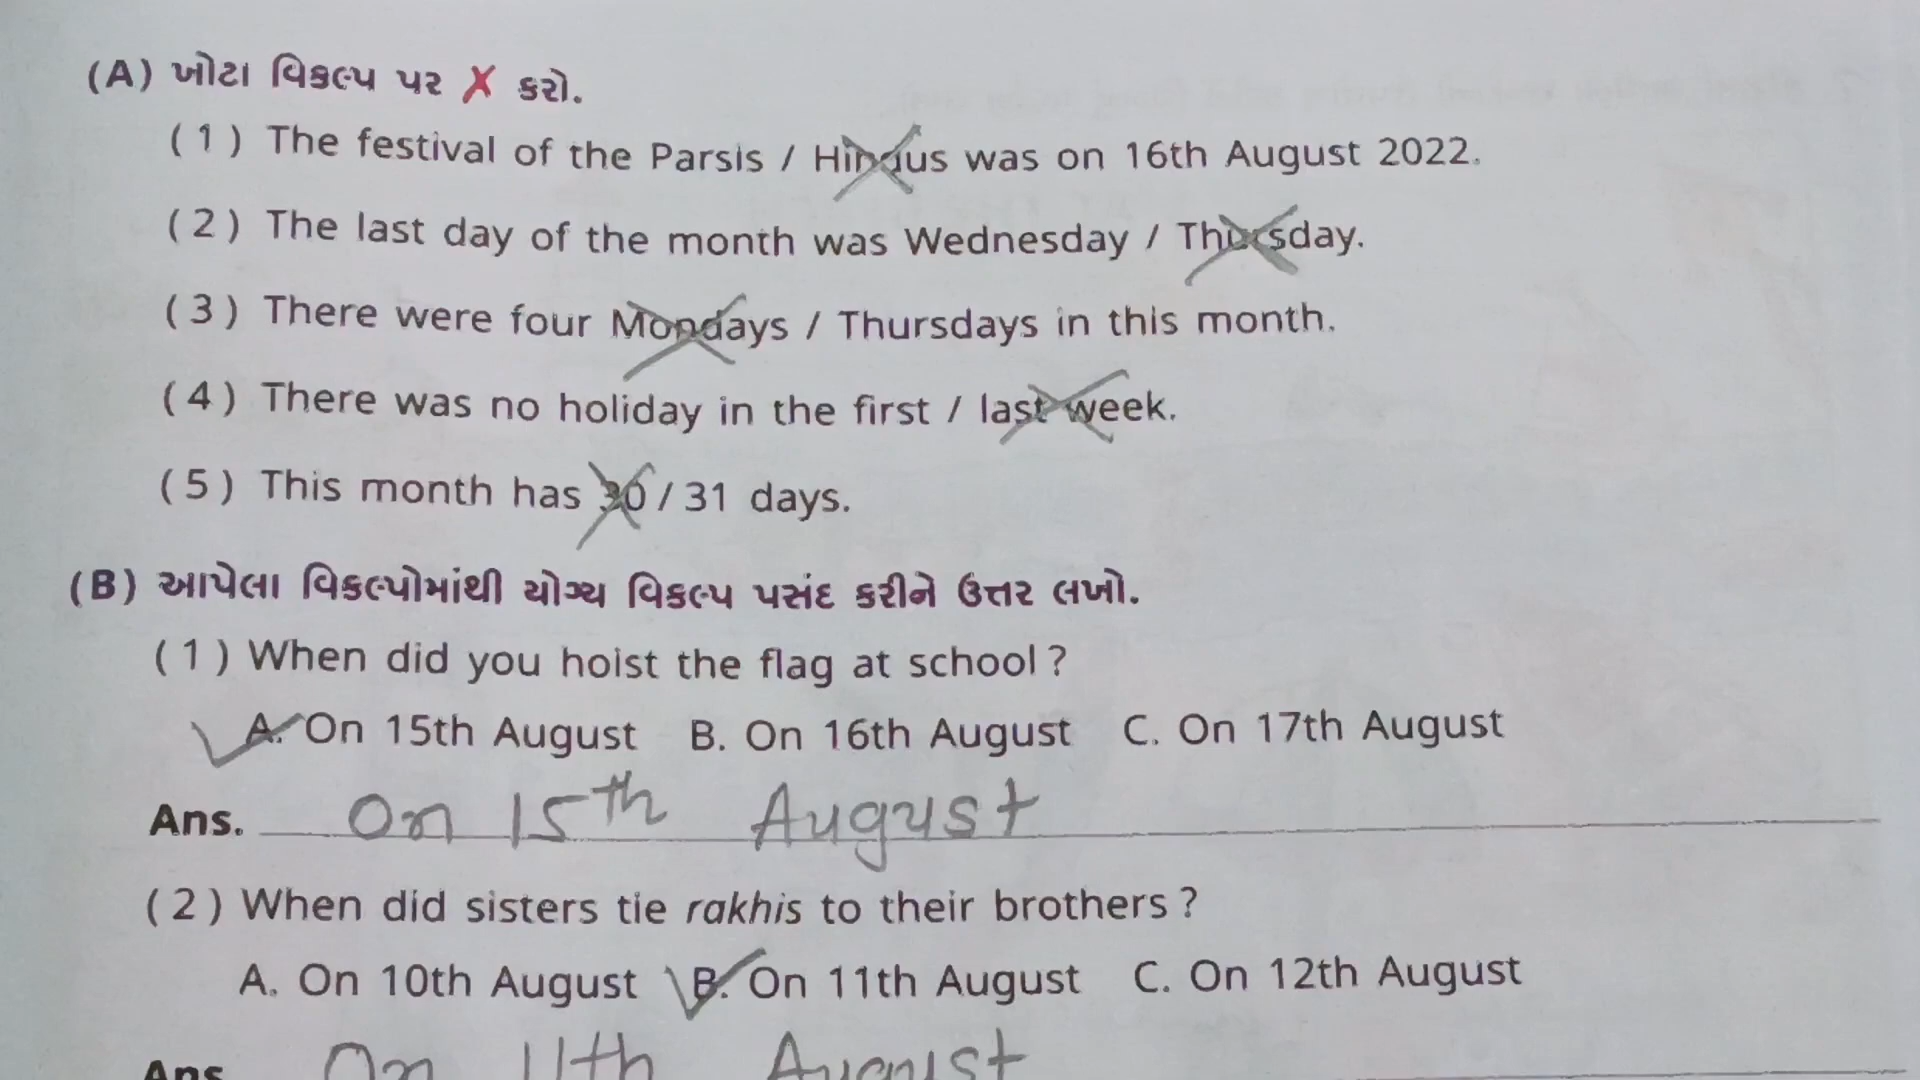 (A) ખોટા વિકલ્પ પર ✗ કરો.
(1) The festival of the Parsis / Hindus was on 16th August 2022.
(2) The last day of the month was Wednesday / Thursday.
(3) There were four Mondays / Thursdays in this month.
(4) There was no holiday in the first / last week.
(5) This month has 30 / 31 days.
(B) આપેલા વિકલ્પોમાંથી યોગ્ય વિકલ્પ પસંદ કરીને ઉત્તર લખો.
(1) When did you hoist the flag at school?
A. On 15th August B. On 16th August C. On 17th August
Ans. On 15th August
(2) When did sisters tie rakhis to their brothers?
A. On 10th August B. On 11th August C. On 12th August
Ans On 11th August